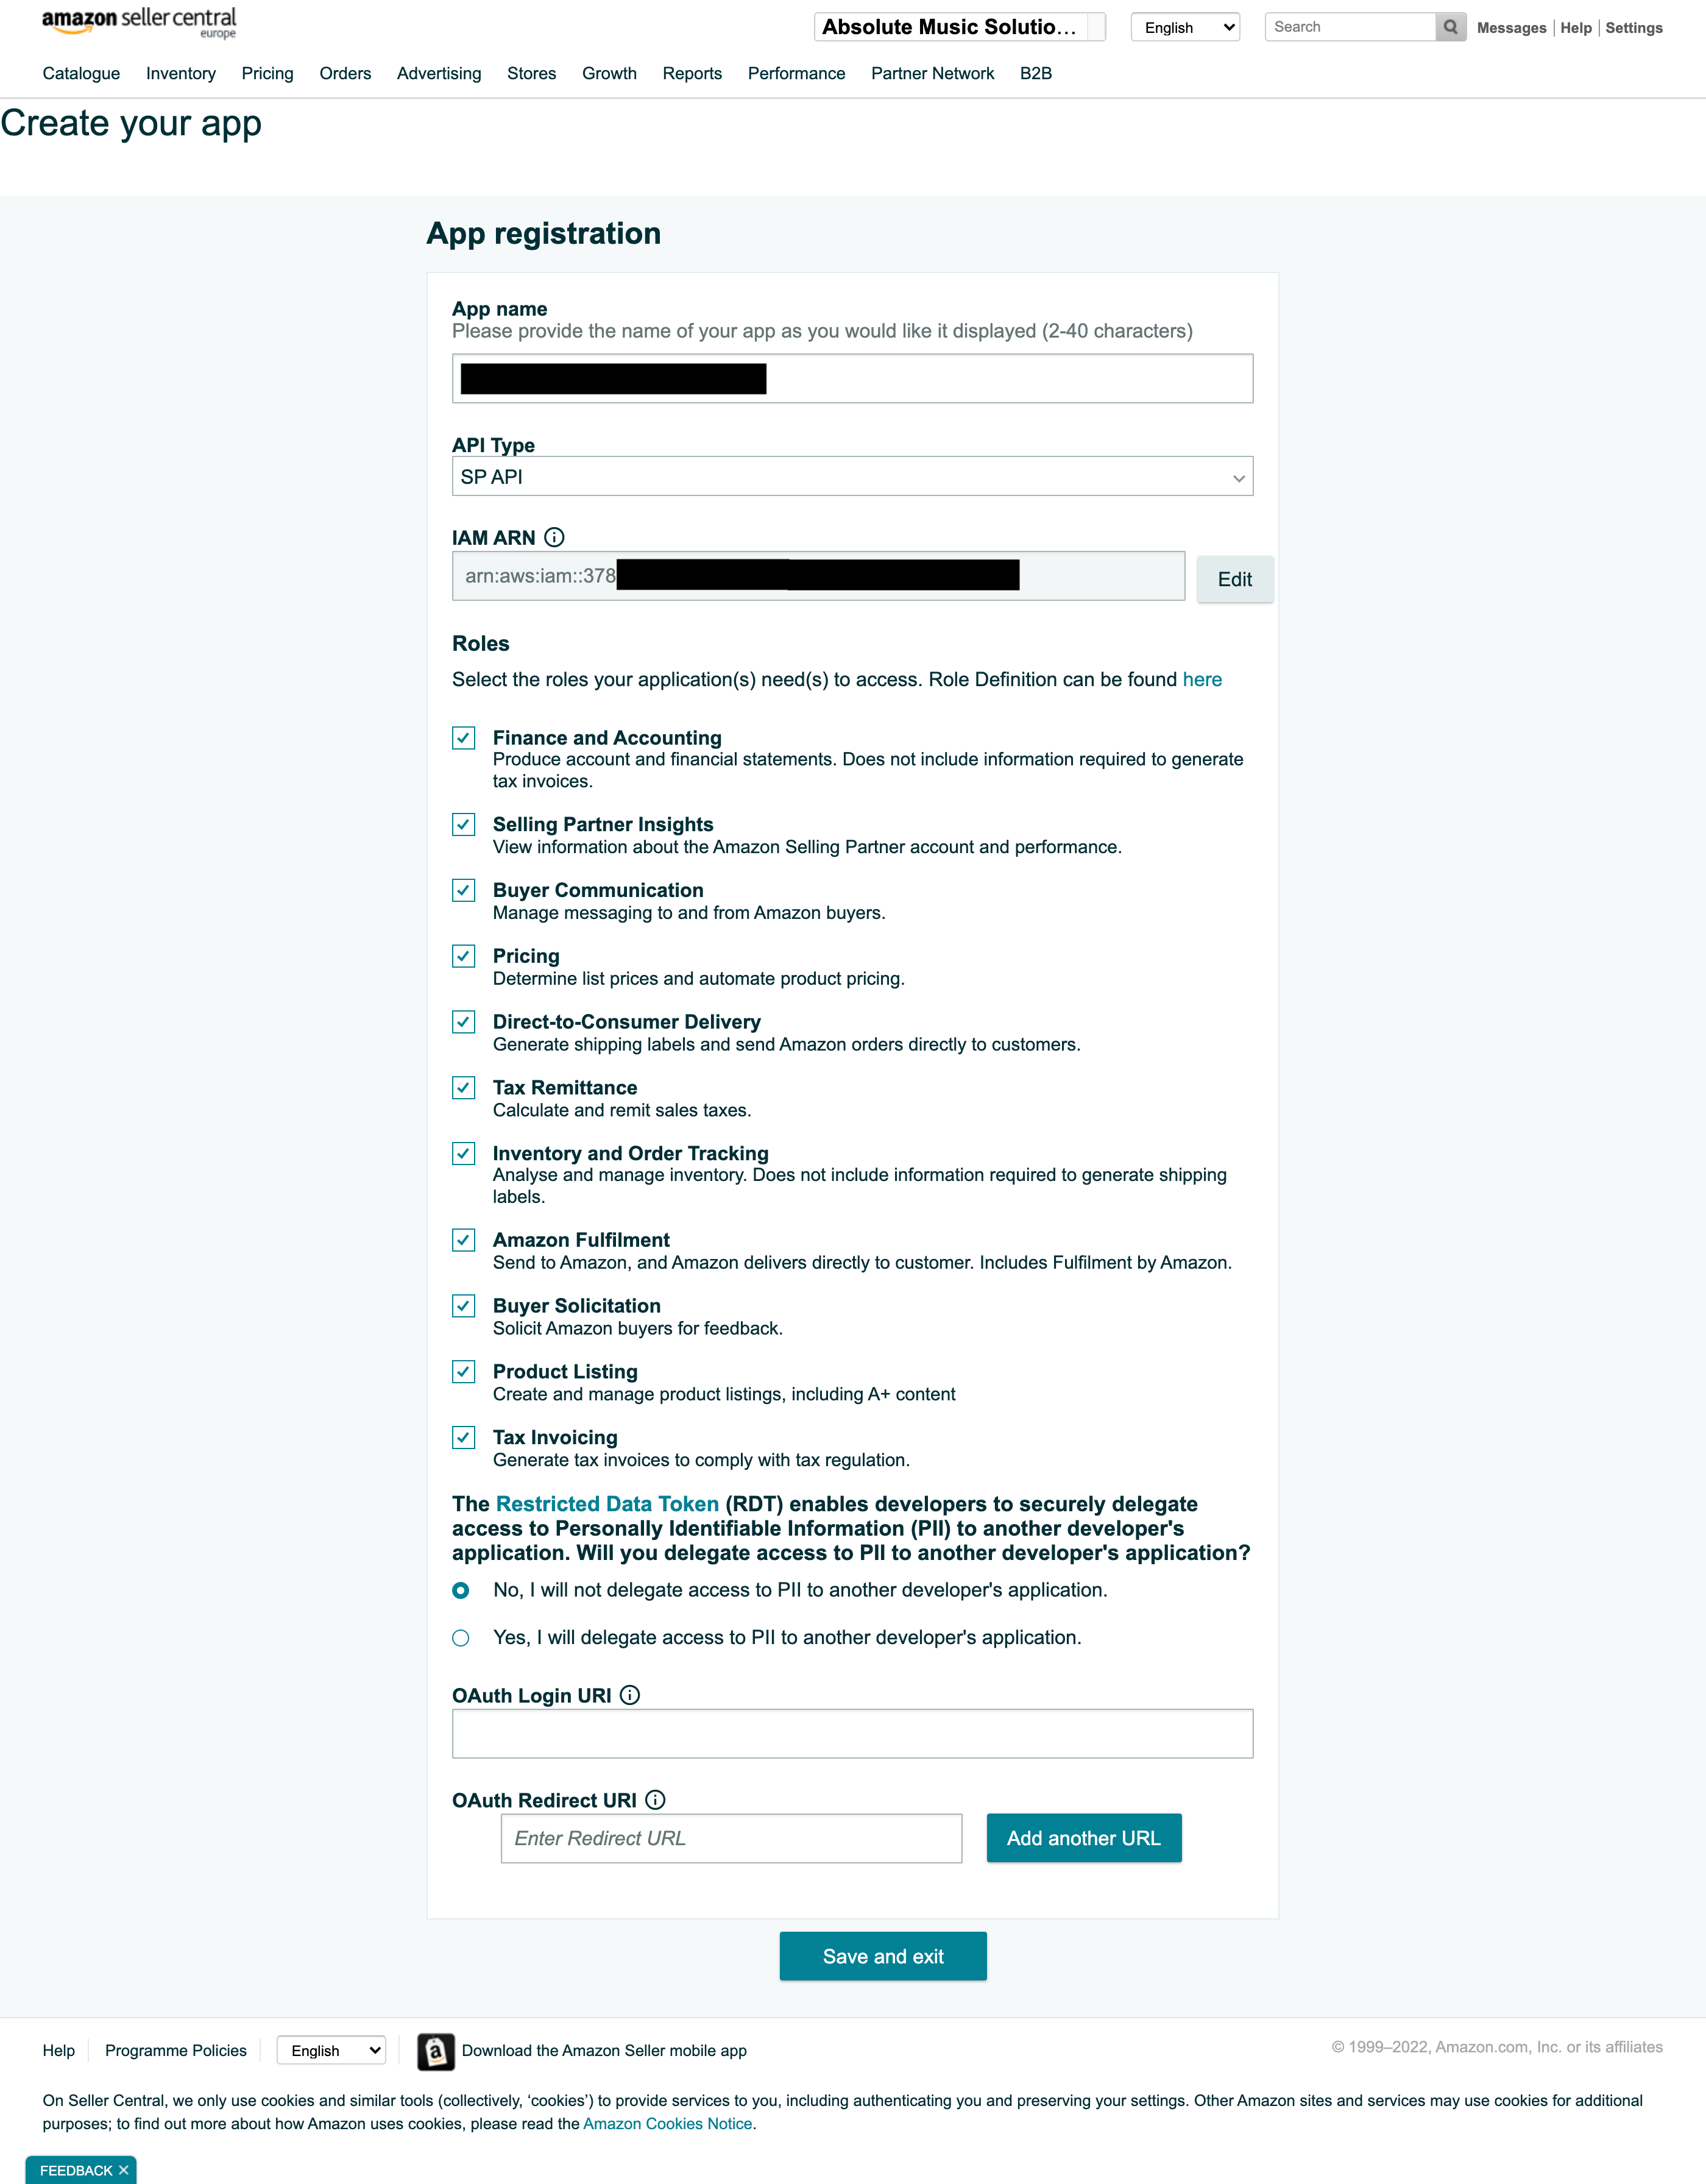 amazon seller central
europe
Absolute Music Solutio...
English
Search
Messages
Help
Settings
Catalogue
Inventory
Pricing
Orders
Advertising
Stores
Growth
Reports
Performance
Partner Network
B2B
Create your app
App registration
App name
Please provide the name of your app as you would like it displayed (2-40 characters)
API Type
SP API
IAM ARN
arn:aws:iam::378
Edit
Roles
Select the roles your application(s) need(s) to access. Role Definition can be found here
Finance and Accounting
Produce account and financial statements. Does not include information required to generate
tax invoices.
Selling Partner Insights
View information about the Amazon Selling Partner account and performance.
Buyer Communication
Manage messaging to and from Amazon buyers.
Pricing
Determine list prices and automate product pricing.
Direct-to-Consumer Delivery
Generate shipping labels and send Amazon orders directly to customers.
Tax Remittance
Calculate and remit sales taxes.
Inventory and Order Tracking
Analyse and manage inventory. Does not include information required to generate shipping
labels.
Amazon Fulfilment
Send to Amazon, and Amazon delivers directly to customer. Includes Fulfilment by Amazon.
Buyer Solicitation
Solicit Amazon buyers for feedback.
Product Listing
Create and manage product listings, including A+ content
Tax Invoicing
Generate tax invoices to comply with tax regulation.
The Restricted Data Token (RDT) enables developers to securely delegate
access to Personally Identifiable Information (PII) to another developer's
application. Will you delegate access to PII to another developer's application?
No, I will not delegate access to PII to another developer's application.
Yes, I will delegate access to PII to another developer's application.
OAuth Login URI
OAuth Redirect URI
Enter Redirect URL
Add another URL
Save and exit
Help
Programme Policies
English
Download the Amazon Seller mobile app
© 1999–2022, Amazon.com, Inc. or its affiliates
On Seller Central, we only use cookies and similar tools (collectively, ‘cookies’) to provide services to you, including authenticating you and preserving your settings. Other Amazon sites and services may use cookies for additional
purposes; to find out more about how Amazon uses cookies, please read the Amazon Cookies Notice.
FEEDBACK ×